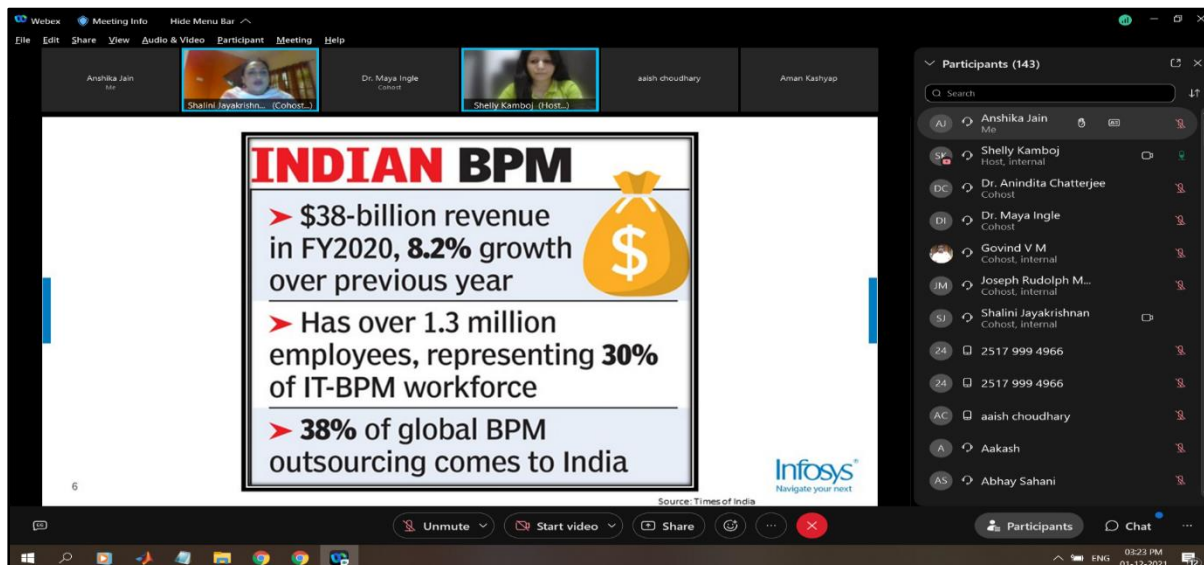 Webex Meeting Info Hide Menu Bar
File Edit Share View Audio & Video Participant Meeting Help
Anshika Jain
Me
Shalini Jayakrishn... (Cohost...)
Dr. Maya Ingle
Cohost
Shelly Kamboj (Host...)
aaish choudhary
Aman Kashyap
INDIAN BPM
➤ $38-billion revenue
in FY2020, 8.2% growth
over previous year
$
➤ Has over 1.3 million
employees, representing 30%
of IT-BPM workforce
➤ 38% of global BPM
outsourcing comes to India
6
Infosys®
Navigate your next
Source: Times of India
Participants (143)
Search
AJ Anshika Jain
Me
SK Shelly Kamboj
Host, internal
DC Dr. Anindita Chatterjee
Cohost
DI Dr. Maya Ingle
Cohost
Govind V M
Cohost, internal
JM Joseph Rudolph M...
Cohost, internal
SJ Shalini Jayakrishnan
Cohost, internal
24 2517 999 4966
24 2517 999 4966
AC aaish choudhary
A Aakash
AS Abhay Sahani
Unmute Start video Share
Participants Chat
ENG
03:23 PM
01-12-2021